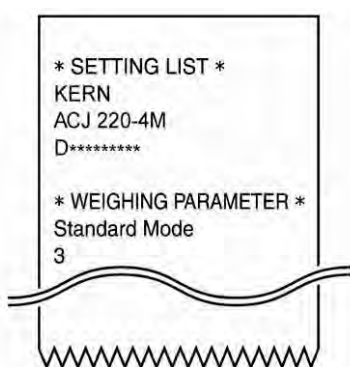 * SETTING LIST *
KERN
ACJ 220-4M
D*********
* WEIGHING PARAMETER *
Standard Mode
3